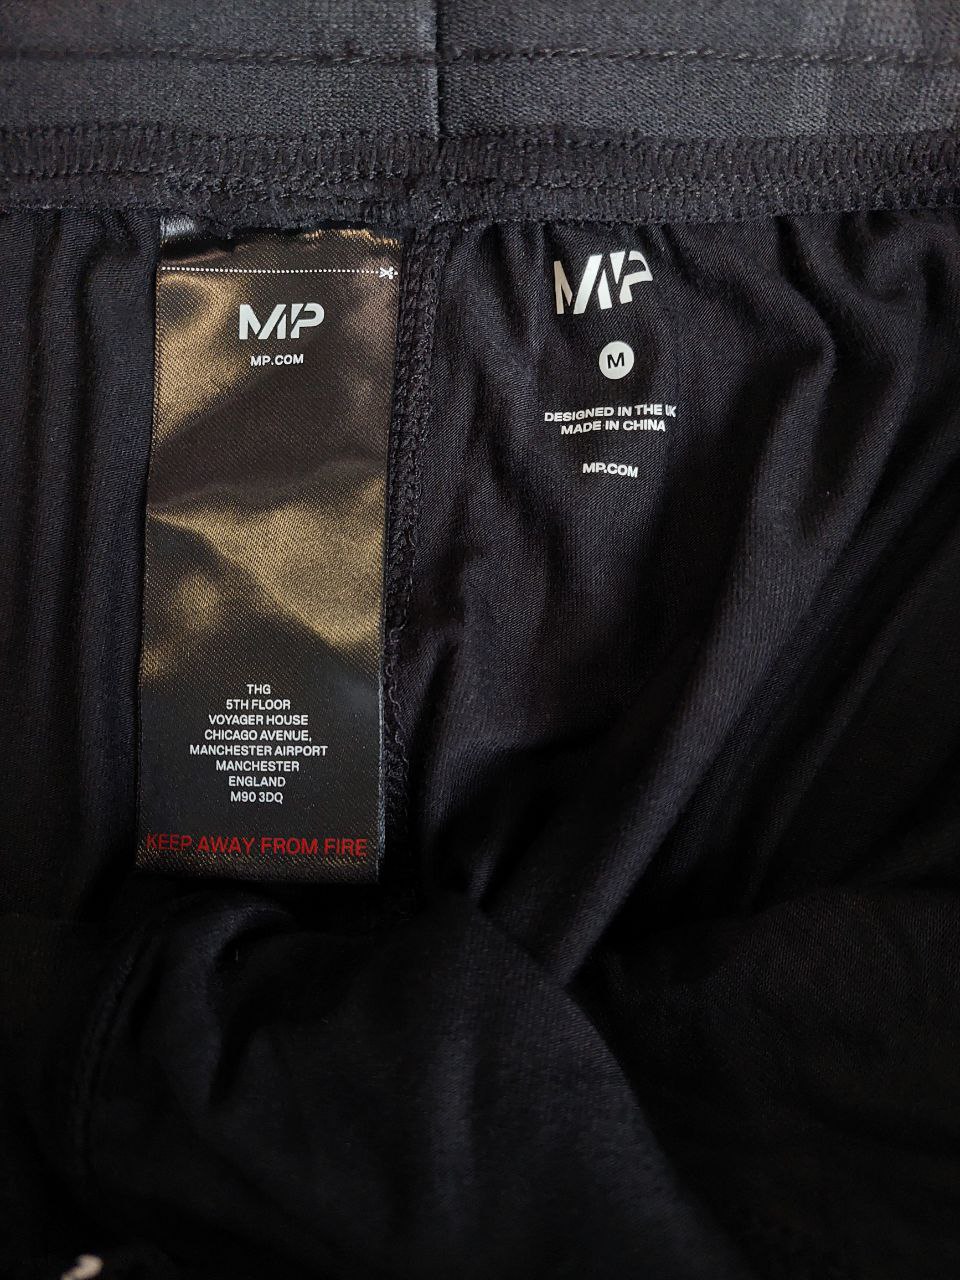 MP
MP.COM
THG
5TH FLOOR
VOYAGER HOUSE
CHICAGO AVENUE,
MANCHESTER AIRPORT
MANCHESTER
ENGLAND
M90 3DQ
KEEP AWAY FROM FIRE
MP
M
DESIGNED IN THE UK
MADE IN CHINA
MP.COM